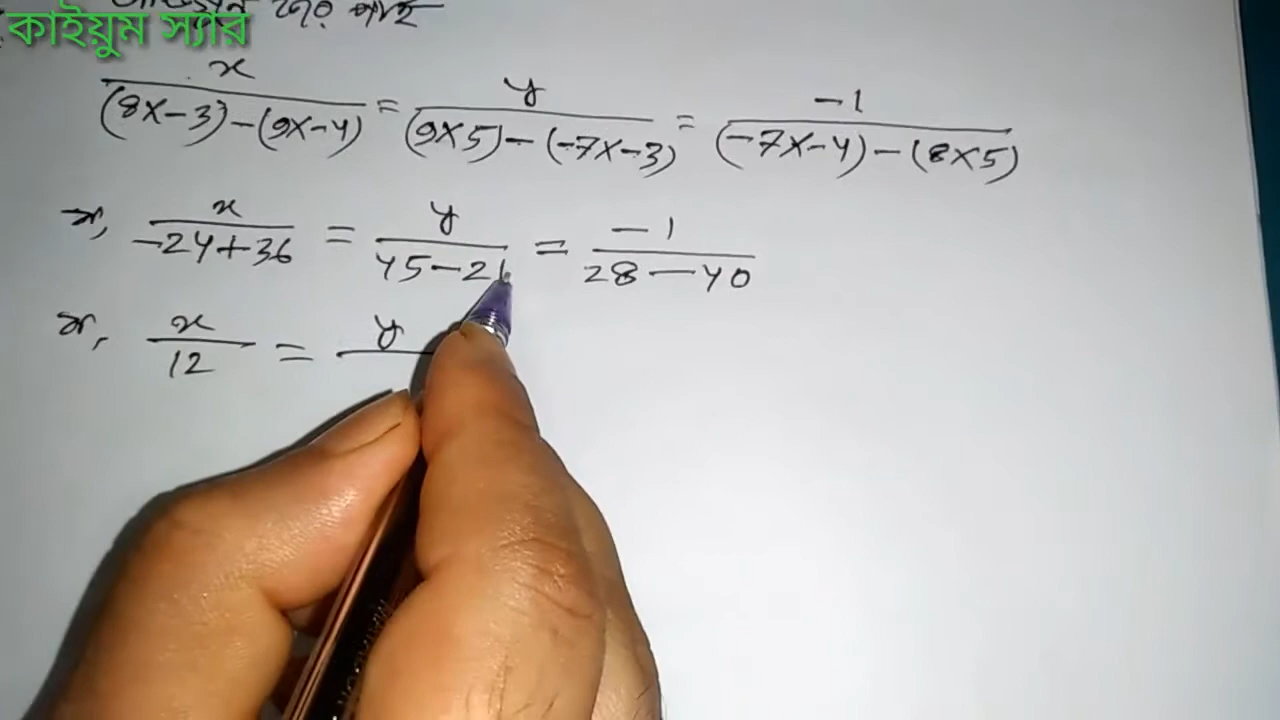 কাইয়ুম স্যার
x/((8×-3)-(9×-4)) = y/((9×5)-(-7×-3)) = -1/((-7×-4)-(8×5))
বা, x/(-24+36) = y/(45-21) = -1/(28-40)
বা, x/12 = y/